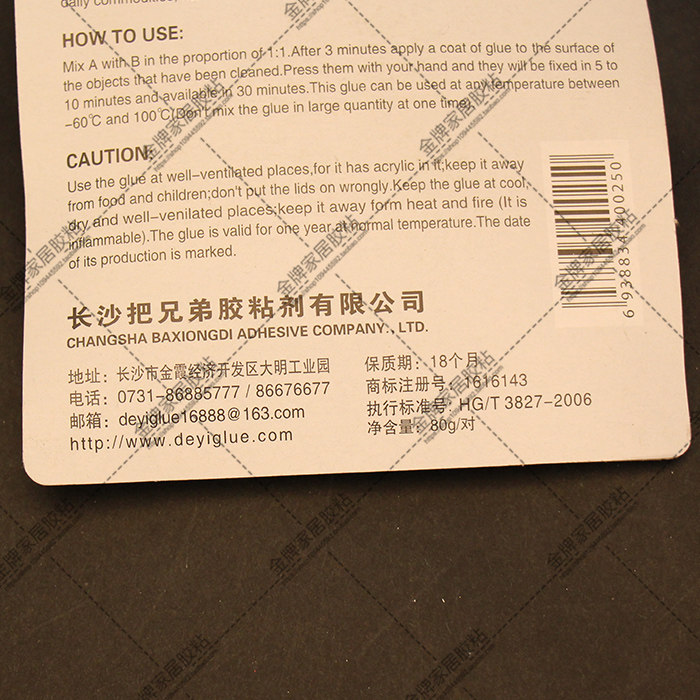 daily commodities,
HOW TO USE:
Mix A with B in the proportion of 1:1.After 3 minutes apply a coat of glue to the surface of
the objects that have been cleaned.Press them with your hand and they will be fixed in 5 to
10 minutes and available in 30 minutes.This glue can be used at any temperature between
-60℃ and 100℃(Don't mix the glue in large quantity at one time)
CAUTION:
Use the glue at well-ventilated places,for it has acrylic in it;keep it away
from food and children;don't put the lids on wrongly.Keep the glue at cool,
dry and well-venilated places;keep it away form heat and fire (It is
inflammable).The glue is valid for one year at normal temperature.The date
of its production is marked.
长沙把兄弟胶粘剂有限公司
CHANGSHA BAXIONGDI ADHESIVE COMPANY., LTD.
地址：长沙市金霞经济开发区大明工业园
电话：0731-86885777 / 86676677
邮箱：deyiglue16888@163.com
http://www.deyiglue.com
保质期：18个月
商标注册号：1616143
执行标准号：HG/T 3827-2006
净含量：80g/对
金牌家居胶粘